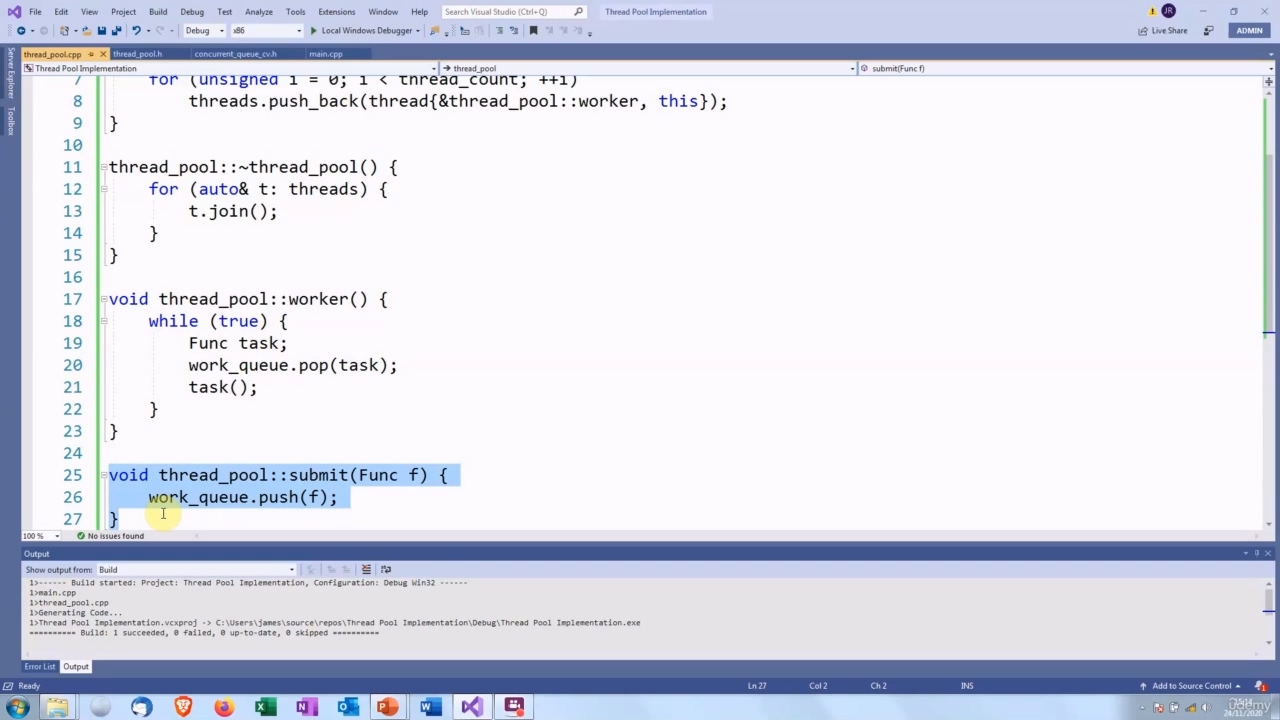 File Edit View Project Build Debug Test Analyze Tools Extensions Window Help Search Visual Studio (Ctrl+Q) Thread Pool Implementation JR
Debug x86 Local Windows Debugger Live Share ADMIN
thread_pool.cpp thread_pool.h concurrent_queue_cv.h main.cpp
Thread Pool Implementation thread_pool submit(Func f)
Server Explorer
Toolbox
7 for (unsigned i = 0; i < thread_count; ++i)
8 threads.push_back(thread{&thread_pool::worker, this});
9 }
10
11 thread_pool::~thread_pool() {
12 for (auto& t: threads) {
13 t.join();
14 }
15 }
16
17 void thread_pool::worker() {
18 while (true) {
19 Func task;
20 work_queue.pop(task);
21 task();
22 }
23 }
24
25 void thread_pool::submit(Func f) {
26 work_queue.push(f);
27 }
100 % No issues found
Output
Show output from: Build
1>------ Build started: Project: Thread Pool Implementation, Configuration: Debug Win32 ------
1>main.cpp
1>thread_pool.cpp
1>Generating Code...
1>Thread Pool Implementation.vcxproj -> C:\Users\james\source\repos\Thread Pool Implementation\Debug\Thread Pool Implementation.exe
========== Build: 1 succeeded, 0 failed, 0 up-to-date, 0 skipped ==========
Error List Output
Ready Ln 27 Col 2 Ch 2 INS Add to Source Control 1
udemy
24/11/2020